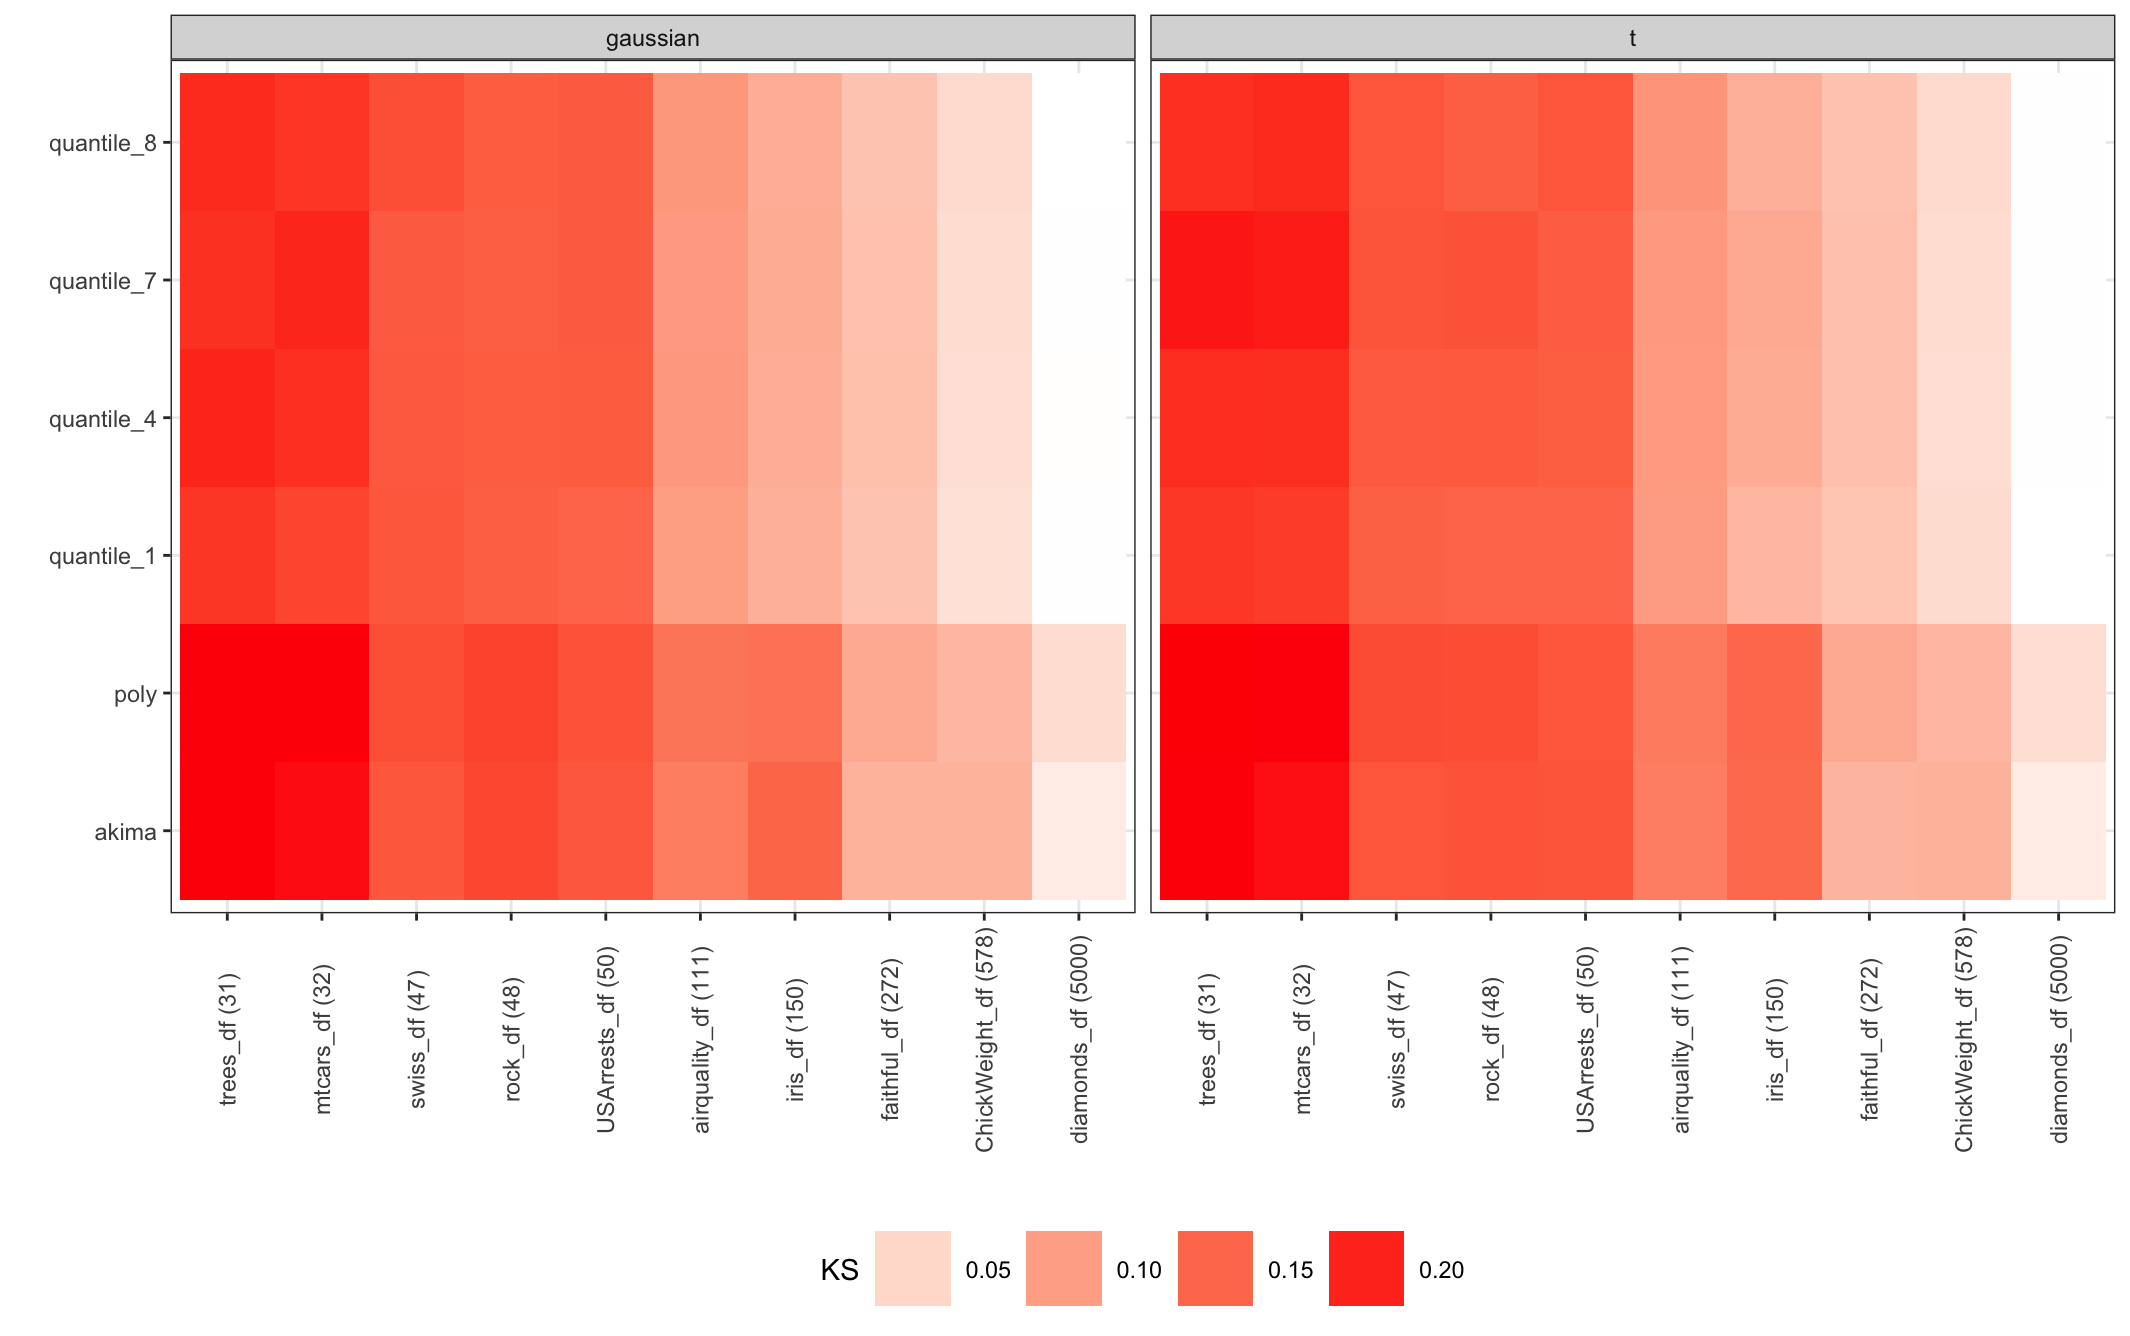 gaussian
t
quantile_8
quantile_7
quantile_4
quantile_1
poly
akima
trees_df (31)
mtcars_df (32)
swiss_df (47)
rock_df (48)
USArrests_df (50)
airquality_df (111)
iris_df (150)
faithful_df (272)
ChickWeight_df (578)
diamonds_df (5000)
trees_df (31)
mtcars_df (32)
swiss_df (47)
rock_df (48)
USArrests_df (50)
airquality_df (111)
iris_df (150)
faithful_df (272)
ChickWeight_df (578)
diamonds_df (5000)
KS 0.05 0.10 0.15 0.20